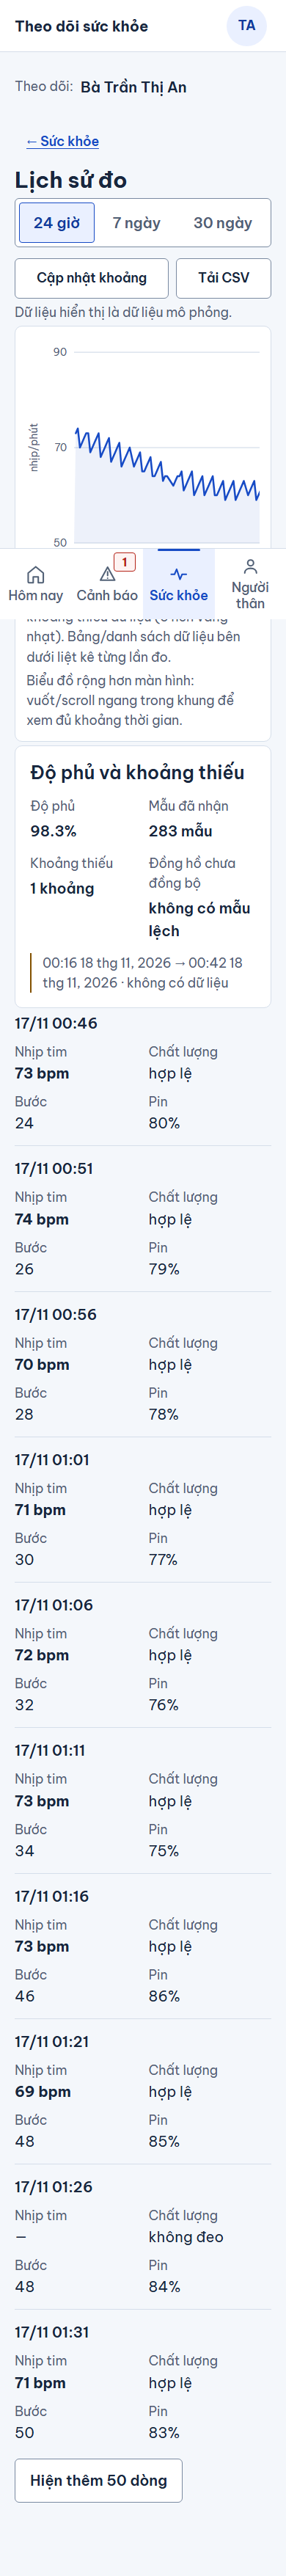 Theo dõi sức khỏe
TA
Theo dõi: Bà Trần Thị An
← Sức khỏe
Lịch sử đo
24 giờ 7 ngày 30 ngày
Cập nhật khoảng Tải CSV
Dữ liệu hiển thị là dữ liệu mô phỏng.
90
nhịp/phút
70
50
1
Hôm nay Cảnh báo Sức khỏe Người thân
nhạt). Bảng/danh sách dữ liệu bên
dưới liệt kê từng lần đo.
Biểu đồ rộng hơn màn hình:
vuốt/scroll ngang trong khung để
xem đủ khoảng thời gian.
Độ phủ và khoảng thiếu
Độ phủ Mẫu đã nhận
98.3% 283 mẫu
Khoảng thiếu Đồng hồ chưa đồng bộ
1 khoảng không có mẫu lệch
00:16 18 thg 11, 2026 → 00:42 18
thg 11, 2026 · không có dữ liệu
17/11 00:46
Nhịp tim Chất lượng
73 bpm hợp lệ
Bước Pin
24 80%
17/11 00:51
Nhịp tim Chất lượng
74 bpm hợp lệ
Bước Pin
26 79%
17/11 00:56
Nhịp tim Chất lượng
70 bpm hợp lệ
Bước Pin
28 78%
17/11 01:01
Nhịp tim Chất lượng
71 bpm hợp lệ
Bước Pin
30 77%
17/11 01:06
Nhịp tim Chất lượng
72 bpm hợp lệ
Bước Pin
32 76%
17/11 01:11
Nhịp tim Chất lượng
73 bpm hợp lệ
Bước Pin
34 75%
17/11 01:16
Nhịp tim Chất lượng
73 bpm hợp lệ
Bước Pin
46 86%
17/11 01:21
Nhịp tim Chất lượng
69 bpm hợp lệ
Bước Pin
48 85%
17/11 01:26
Nhịp tim Chất lượng
— không đeo
Bước Pin
48 84%
17/11 01:31
Nhịp tim Chất lượng
71 bpm hợp lệ
Bước Pin
50 83%
Hiện thêm 50 dòng